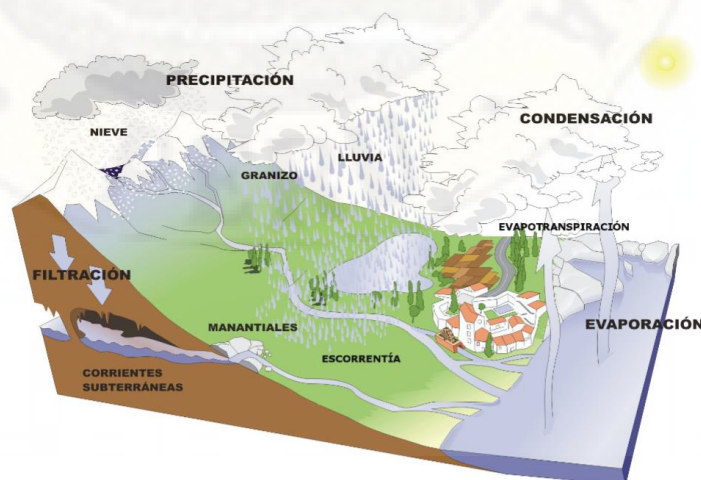 PRECIPITACIÓN
NIEVE
CONDENSACIÓN
LLUVIA
GRANIZO
EVAPOTRANSPIRACIÓN
FILTRACIÓN
EVAPORACIÓN
MANANTIALES
ESCORRENTÍA
CORRIENTES
SUBTERRÁNEAS